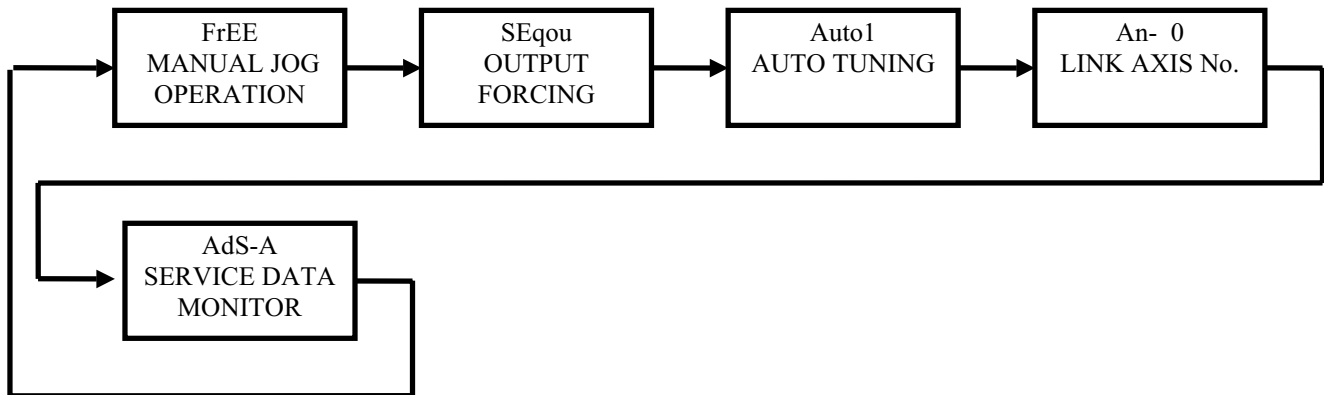 FrEE
MANUAL JOG
OPERATION
SEqou
OUTPUT
FORCING
Auto1
AUTO TUNING
An- 0
LINK AXIS No.
AdS-A
SERVICE DATA
MONITOR